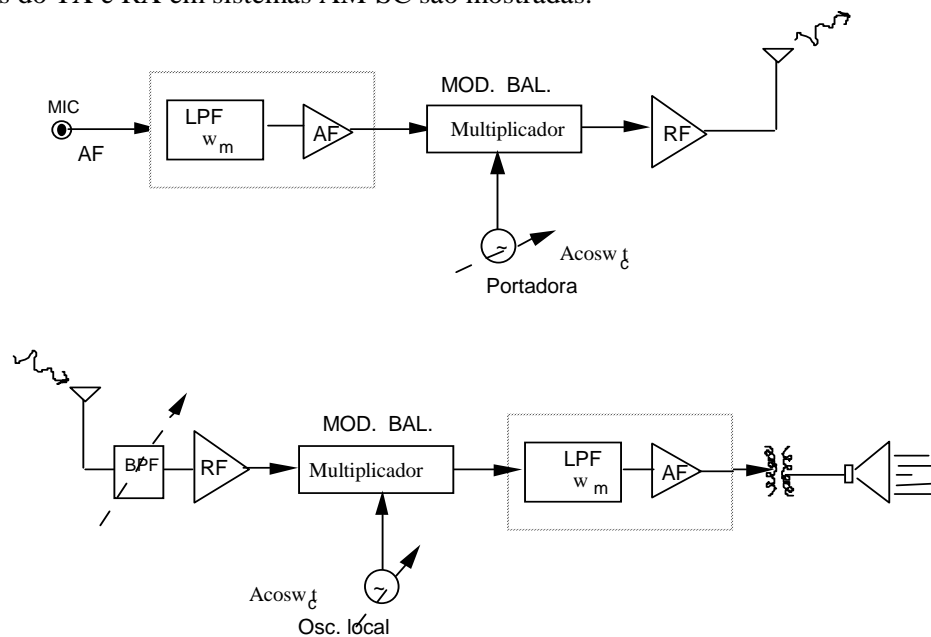 s do TX e RX em sistemas AM-SC são mostradas.
MOD. BAL.
MIC
AF
LPF
w m
AF
Multiplicador
RF
~
Acosw c t
Portadora
MOD. BAL.
BPF
RF
Multiplicador
LPF
w m
AF
Acosw c t
~
Osc. local